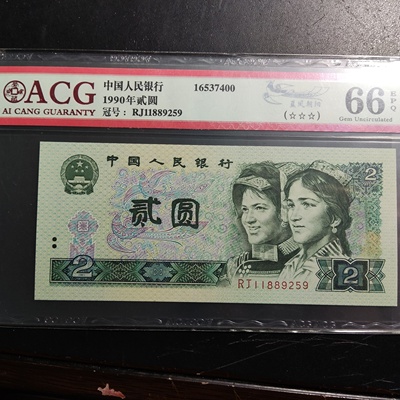 ACG
AI CANG GUARANTY
中国人民银行
1990年贰圆
冠号： RJ11889259
16537400
(☆☆☆)
66 EPQ
Gem Uncirculated
中国人民银行
贰圆
2
2
2
RJ11889259